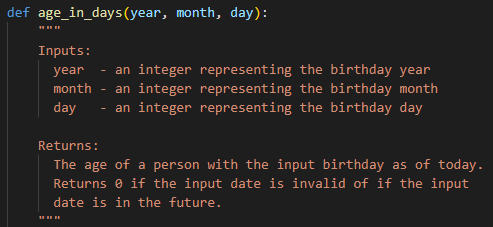 def age_in_days(year, month, day):
"""
Inputs:
year  - an integer representing the birthday year
month - an integer representing the birthday month
day   - an integer representing the birthday day
Returns:
The age of a person with the input birthday as of today.
Returns 0 if the input date is invalid of if the input
date is in the future.
"""